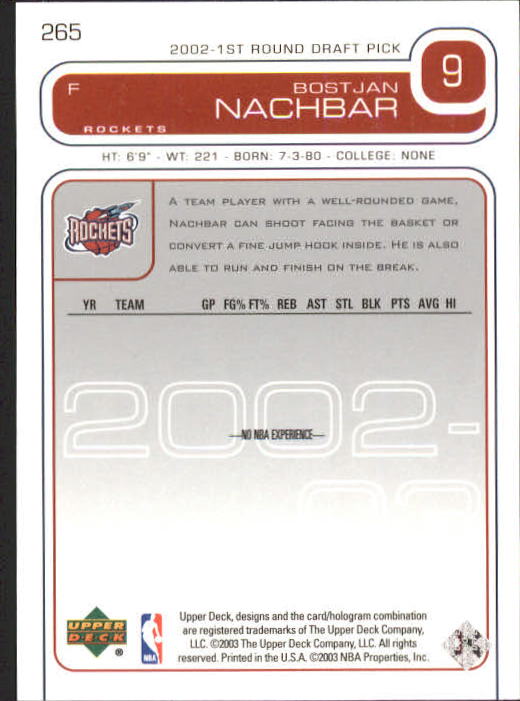 265
2002-1ST ROUND DRAFT PICK
9
F
BOSTJAN
NACHBAR
ROCKETS
HT: 6'9" - WT: 221 - BORN: 7-3-80 - COLLEGE: NONE
ROCKETS
A TEAM PLAYER WITH A WELL-ROUNDED GAME,
NACHBAR CAN SHOOT FACING THE BASKET OR
CONVERT A FINE JUMP HOOK INSIDE. HE IS ALSO
ABLE TO RUN AND FINISH ON THE BREAK.
YR TEAM GP FG% FT% REB AST STL BLK PTS AVG HI
2002-
—NO NBA EXPERIENCE—
03
UPPER
DECK
®
NBA
Upper Deck, designs and the card/hologram combination
are registered trademarks of The Upper Deck Company,
LLC. ©2003 The Upper Deck Company, LLC. All rights
reserved. Printed in the U.S.A. ©2003 NBA Properties, Inc.